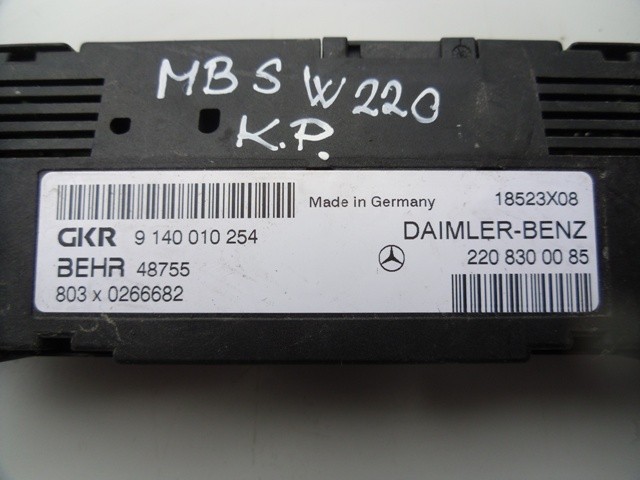 MBS W220
K.P.
Made in Germany 18523X08
GKR 9 140 010 254 DAIMLER-BENZ
BEHR 48755 220 830 00 85
803 x 0266682